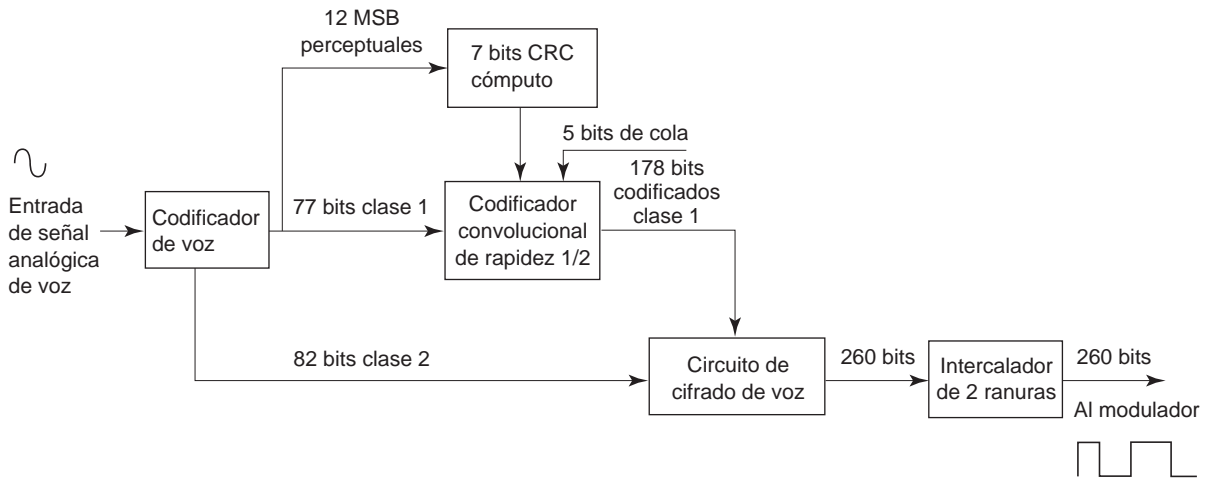 12 MSB
perceptuales
7 bits CRC
cómputo
5 bits de cola
178 bits
codificados
clase 1
Entrada
de señal
analógica
de voz
Codificador
de voz
77 bits clase 1
Codificador
convolucional
de rapidez 1/2
82 bits clase 2
Circuito de
cifrado de voz
260 bits
Intercalador
de 2 ranuras
260 bits
Al modulador